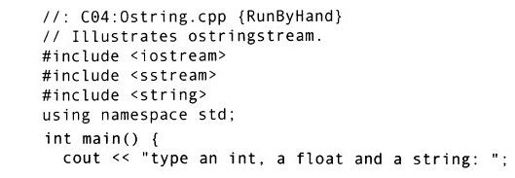 //: C04:Ostring.cpp {RunByHand}
// Illustrates ostringstream.
#include <iostream>
#include <sstream>
#include <string>
using namespace std;
int main() {
  cout << "type an int, a float and a string: ";